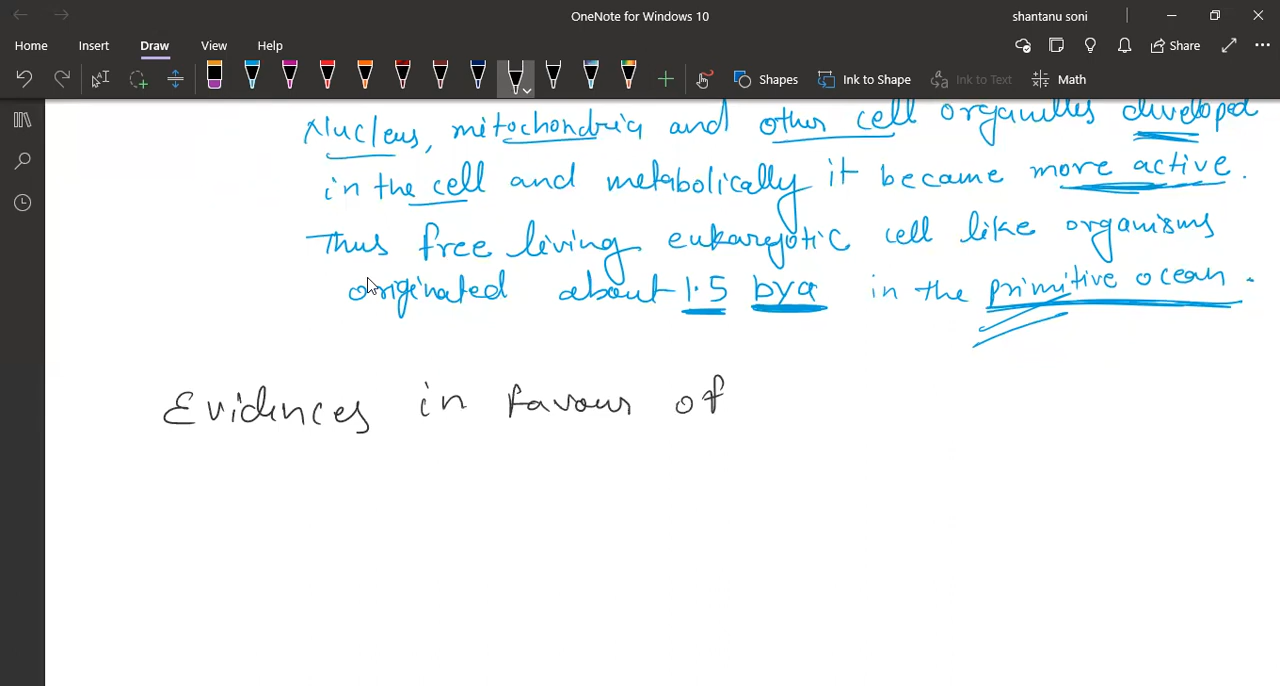 OneNote for Windows 10
shantanu soni
Home Insert Draw View Help
Share
Shapes Ink to Shape Ink to Text Math
Nucleus, mitochondria and other cell organelles developed
in the cell and metabolically it became more active.
Thus free living eukaryotic cell like organisms
originated about 1.5 bya in the primitive ocean.
Evidences in favour of